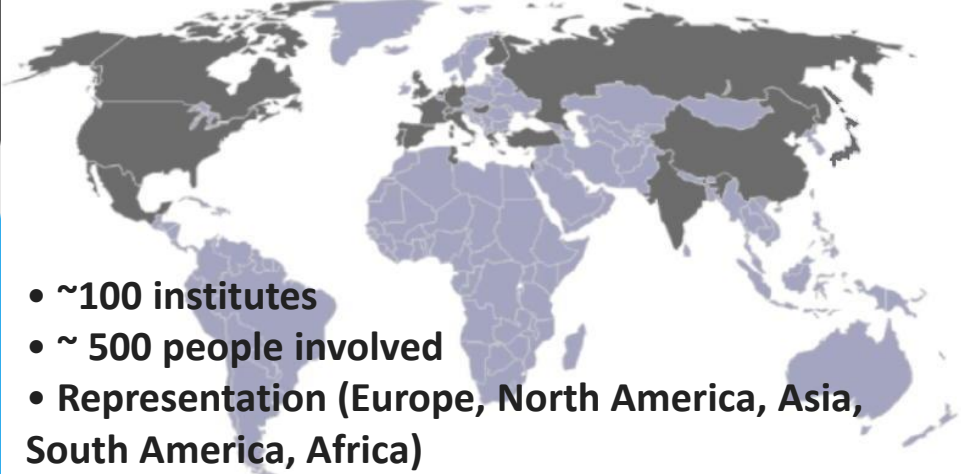 • ~100 institutes
• ~ 500 people involved
• Representation (Europe, North America, Asia,
South America, Africa)